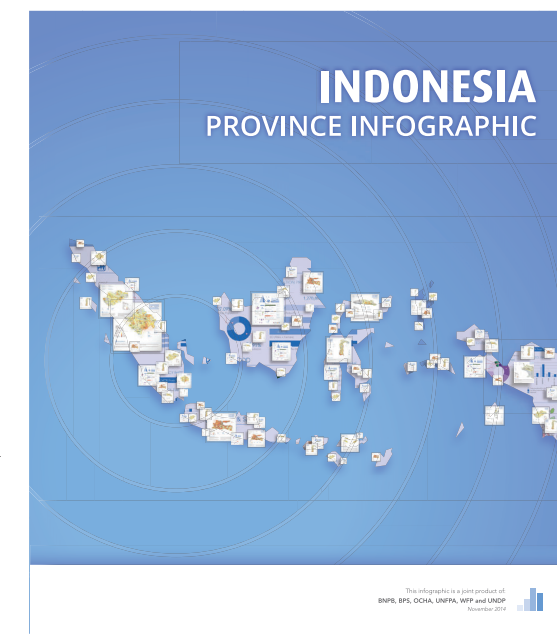 INDONESIA
PROVINCE INFOGRAPHIC
This infographic is a joint product of:
BNPB, BPS, OCHA, UNFPA, WFP and UNDP
November 2014